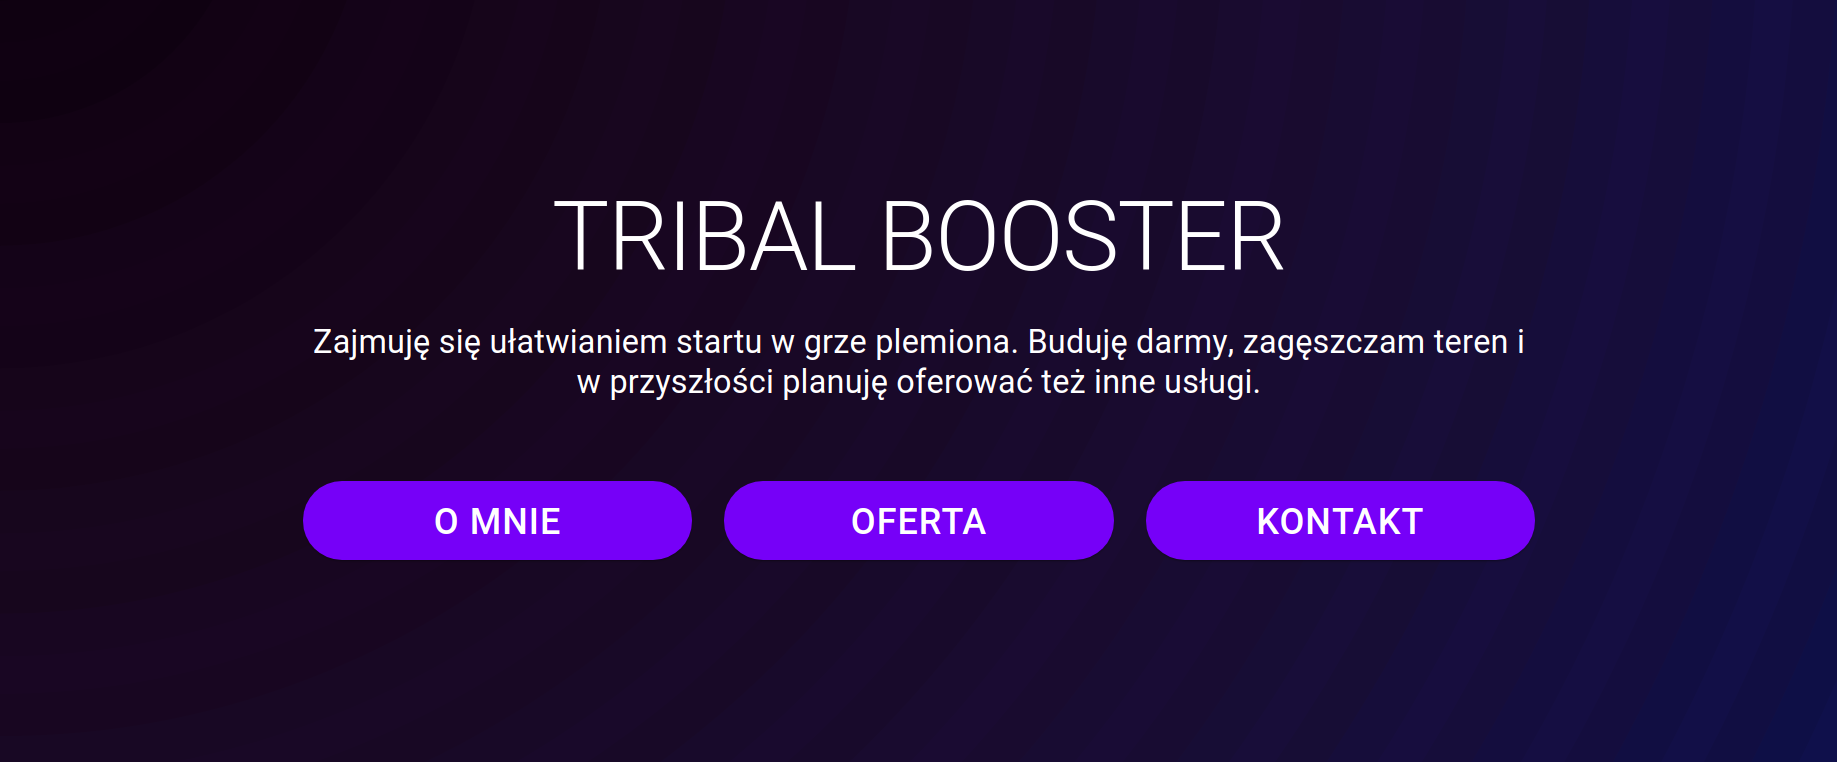 TRIBAL BOOSTER
Zajmuję się ułatwianiem startu w grze plemiona. Buduję darmy, zagęszczam teren i
w przyszłości planuję oferować też inne usługi.
O MNIE
OFERTA
KONTAKT